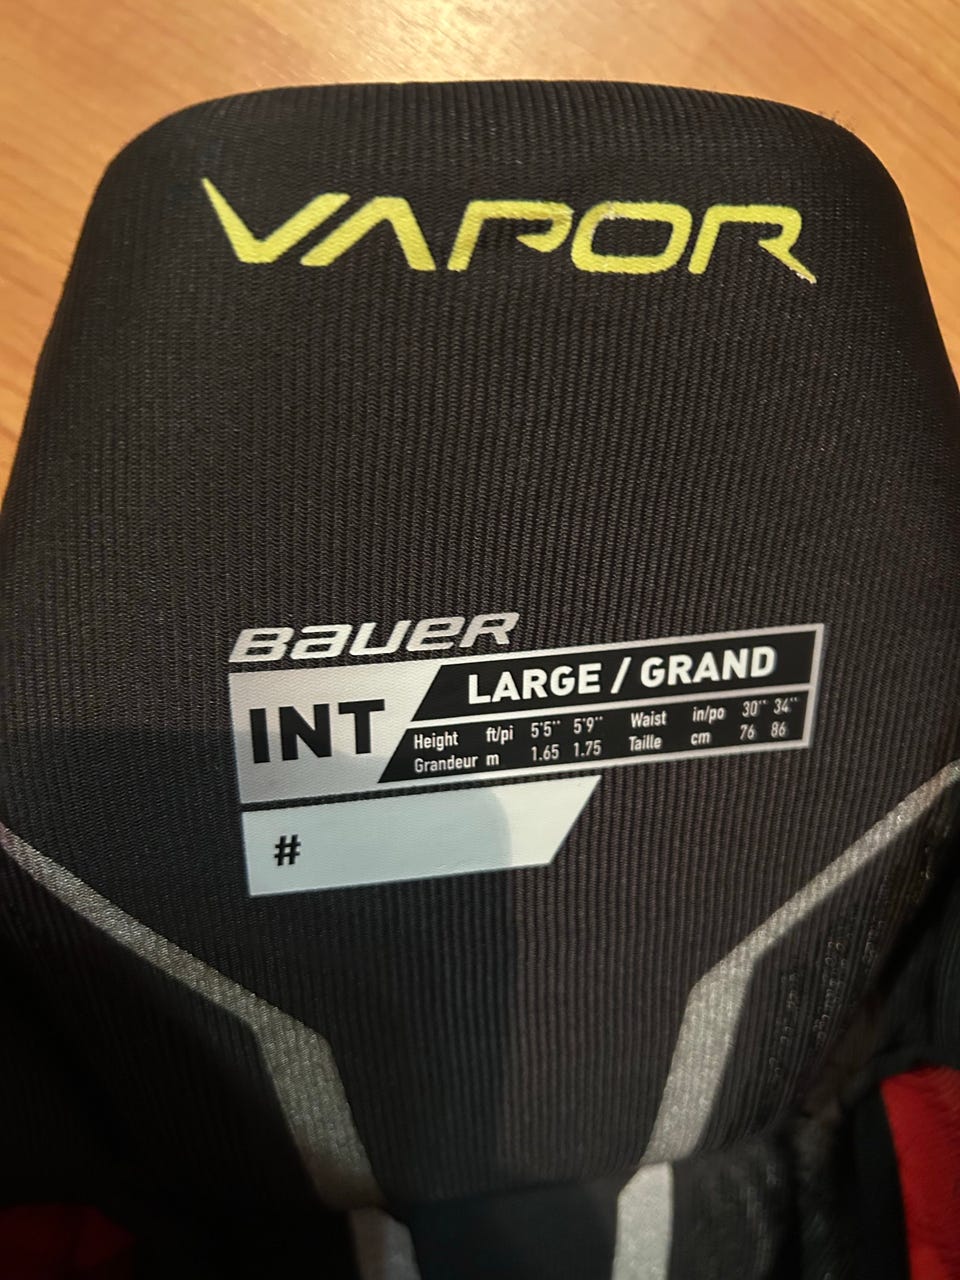 VAPOR
BAUER
INT
LARGE / GRAND
Height ft/pi 5'5'' 5'9'' Waist in/po 30'' 34''
Grandeur m 1.65 1.75 Taille cm 76 86
#